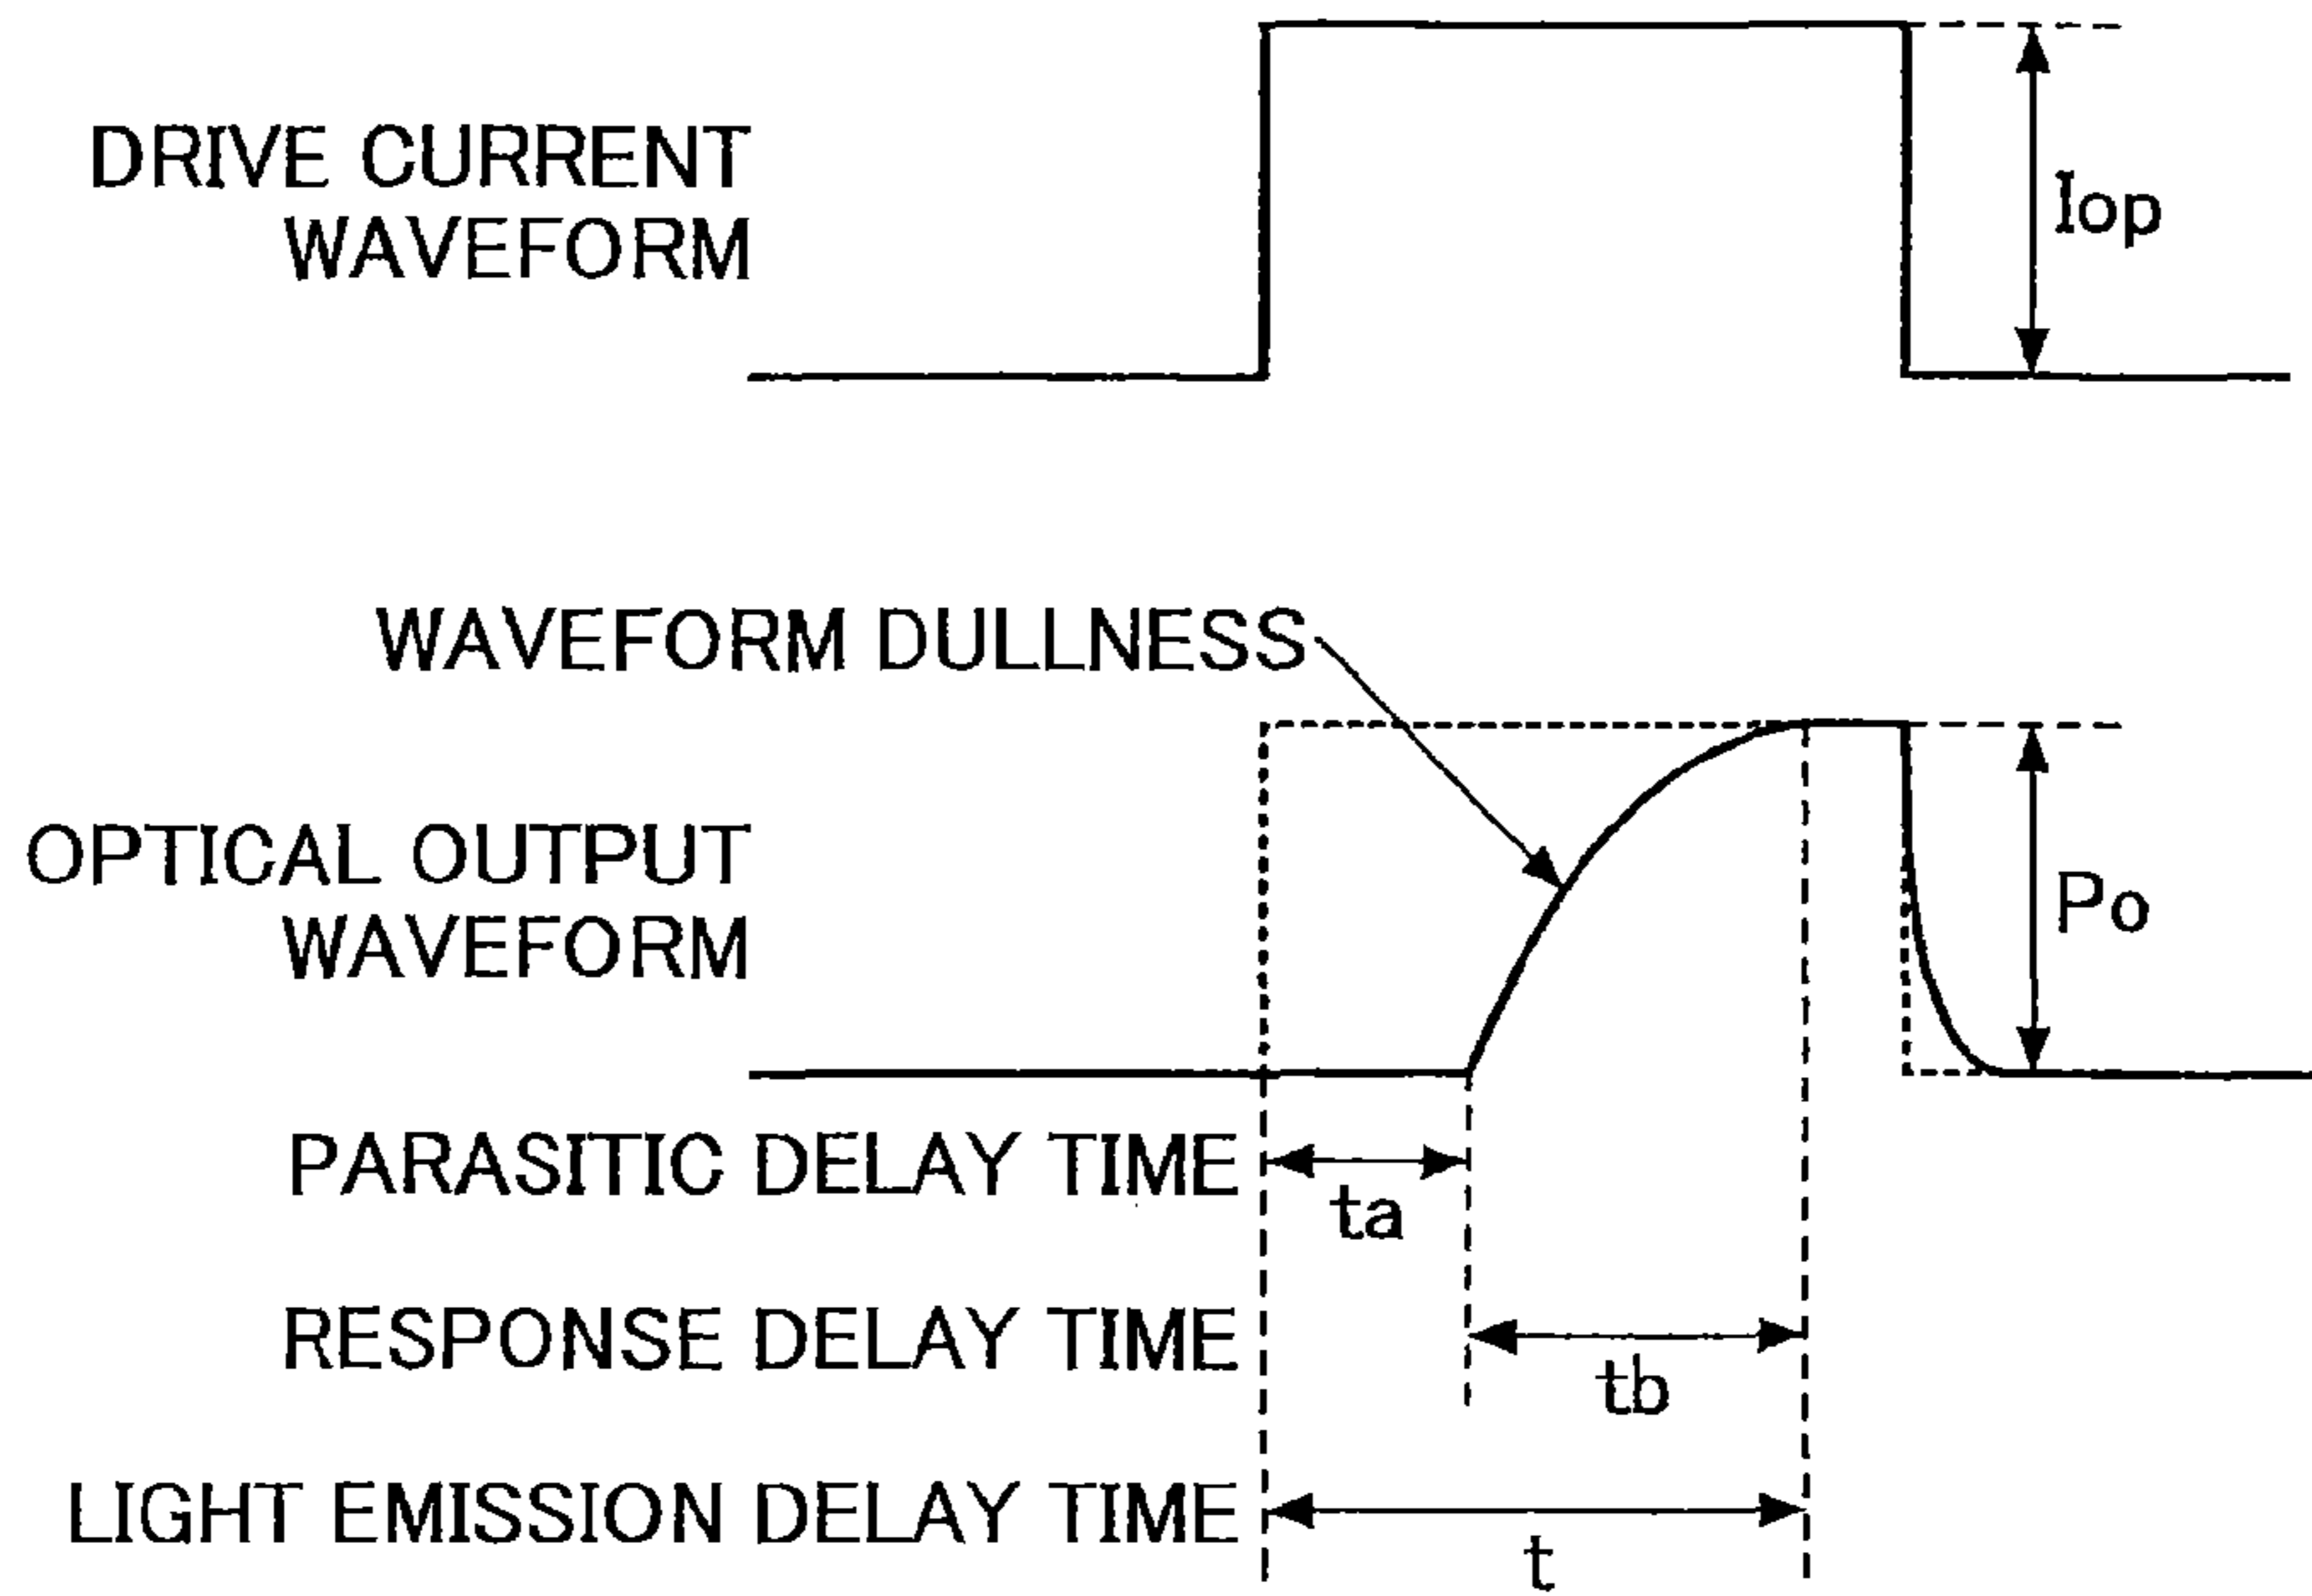 DRIVE CURRENT
WAVEFORM
Iop
WAVEFORM DULLNESS
OPTICAL OUTPUT
WAVEFORM
Po
PARASITIC DELAY TIME
ta
RESPONSE DELAY TIME
tb
LIGHT EMISSION DELAY TIME
t